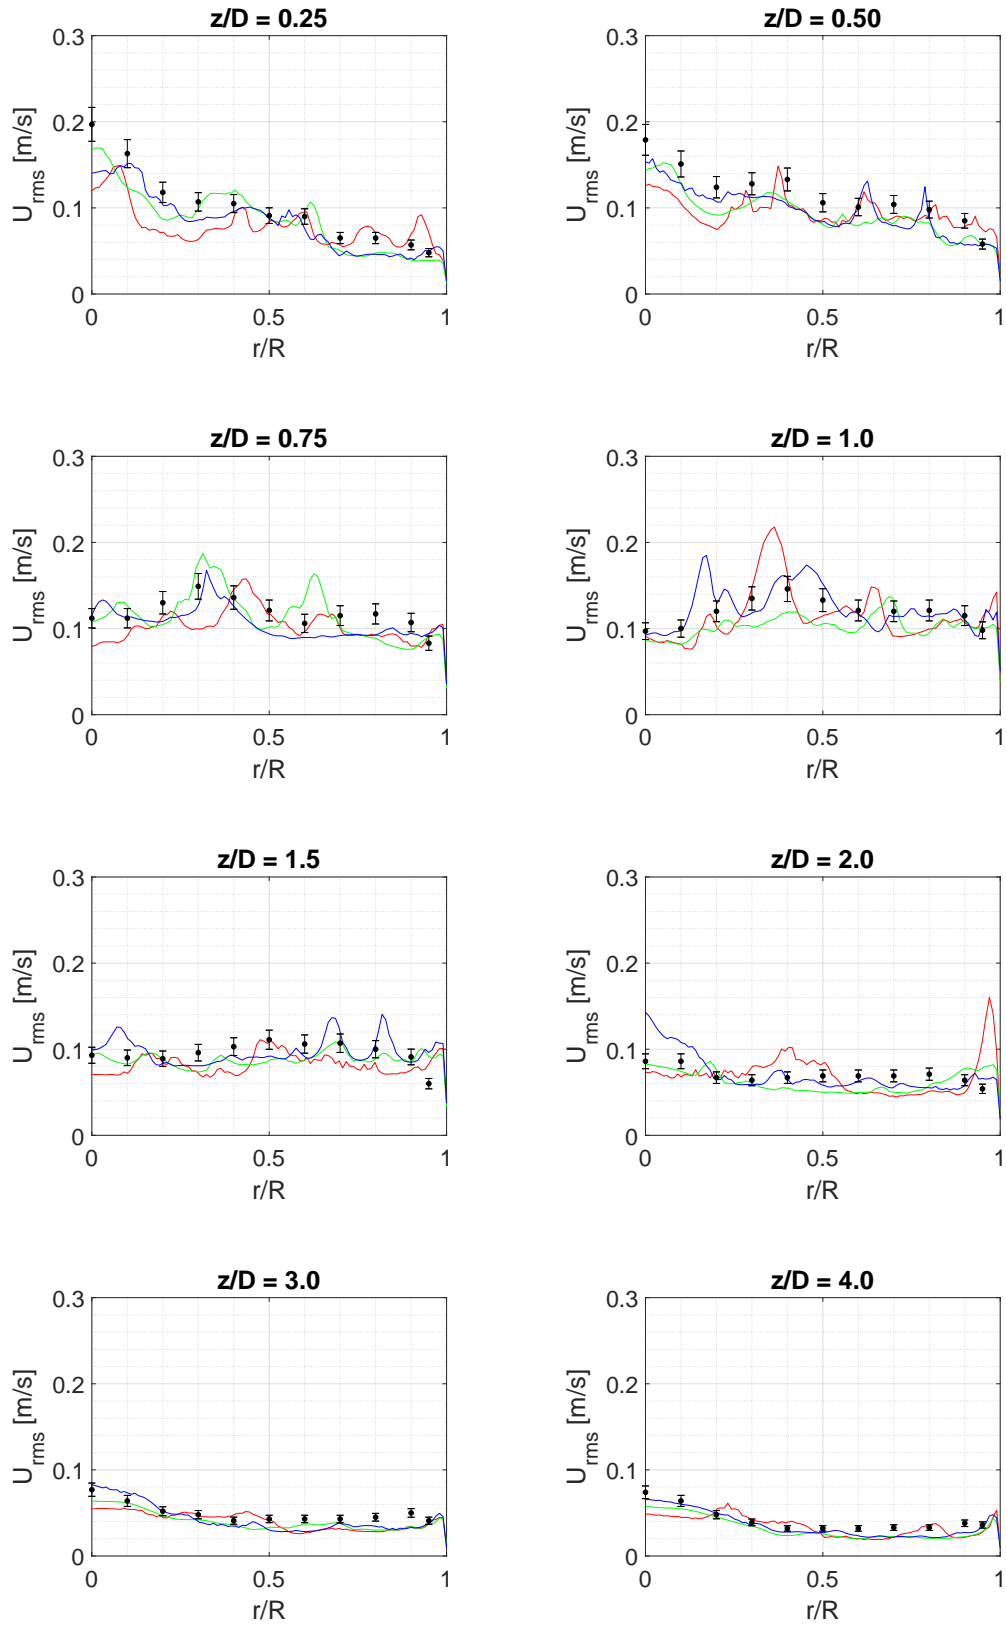 z/D = 0.25
0.3
0.2
0.1
0
U_rms [m/s]
0 0.5 1
r/R
z/D = 0.50
0.3
0.2
0.1
0
U_rms [m/s]
0 0.5 1
r/R
z/D = 0.75
0.3
0.2
0.1
0
U_rms [m/s]
0 0.5 1
r/R
z/D = 1.0
0.3
0.2
0.1
0
U_rms [m/s]
0 0.5 1
r/R
z/D = 1.5
0.3
0.2
0.1
0
U_rms [m/s]
0 0.5 1
r/R
z/D = 2.0
0.3
0.2
0.1
0
U_rms [m/s]
0 0.5 1
r/R
z/D = 3.0
0.3
0.2
0.1
0
U_rms [m/s]
0 0.5 1
r/R
z/D = 4.0
0.3
0.2
0.1
0
U_rms [m/s]
0 0.5 1
r/R